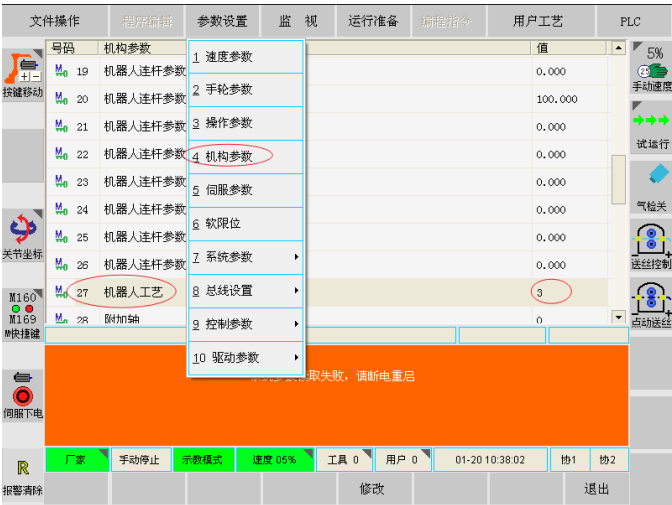 文件操作 程序编辑 参数设置 监 视 运行准备 编程指令 用户工艺 PLC
号码 机构参数 值
19 机器人连杆参数 0.000
20 机器人连杆参数 100.000
21 机器人连杆参数 0.000
22 机器人连杆参数 0.000
23 机器人连杆参数 0.000
24 机器人连杆参数 0.000
25 机器人连杆参数 0.000
26 机器人连杆参数 0.000
27 机器人工艺 3
28 附加轴 0
1 速度参数
2 手轮参数
3 操作参数
4 机构参数
5 伺服参数
6 软限位
7 系统参数
8 总线设置
9 控制参数
10 驱动参数
按键移动
关节坐标
M160
M169
M快捷键
伺服下电
R
报警清除
5%
手动速度
试运行
气检关
送丝控制
点动送丝
取失败，请断电重启
厂家 手动停止 示教模式 速度 05% 工具 0 用户 0 01-20 10:38:02 协1 协2
修改 退出